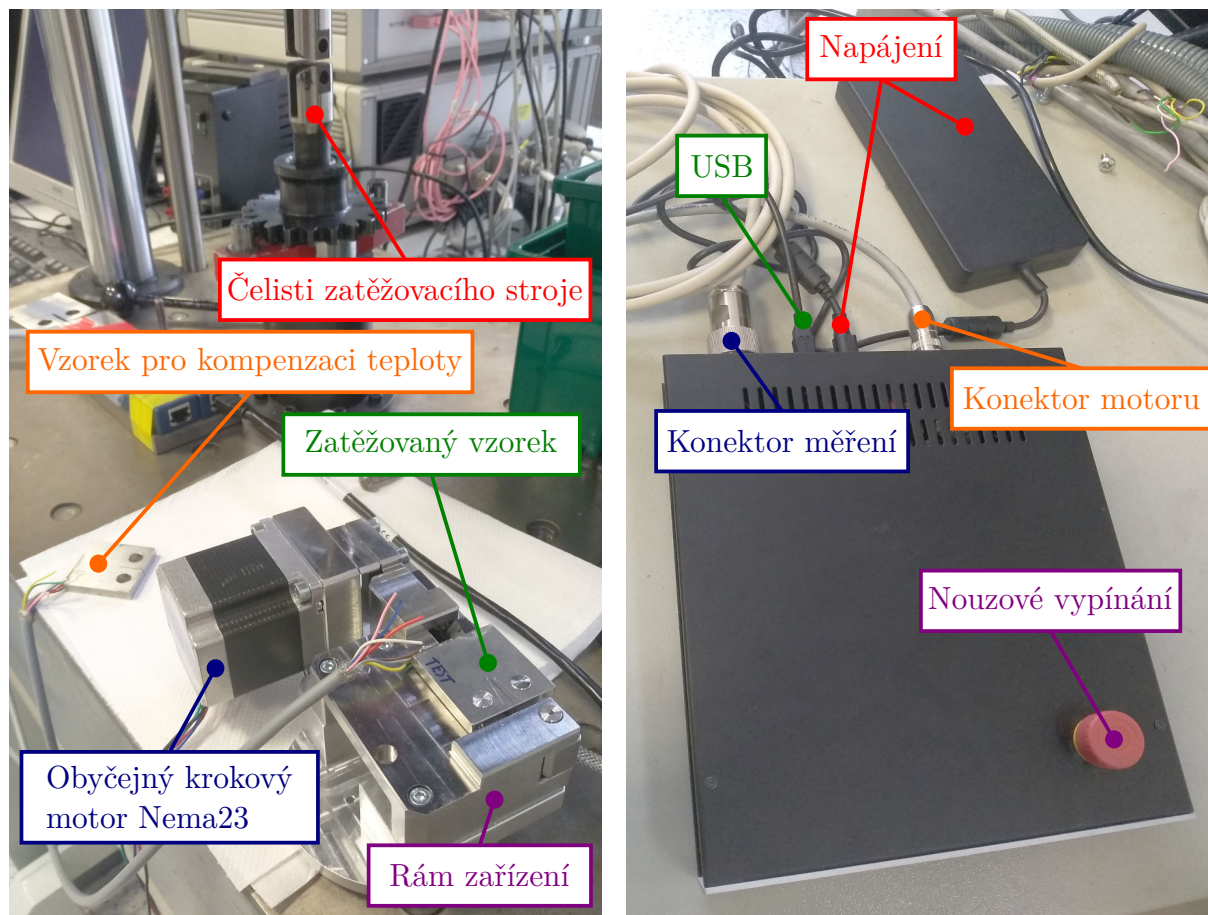 Čelisti zatěžovacího stroje
Vzorek pro kompenzaci teploty
Zatěžovaný vzorek
TDT
Obyčejný krokový
motor Nema23
Rám zařízení
Napájení
USB
Konektor motoru
Konektor měření
Nouzové vypínání